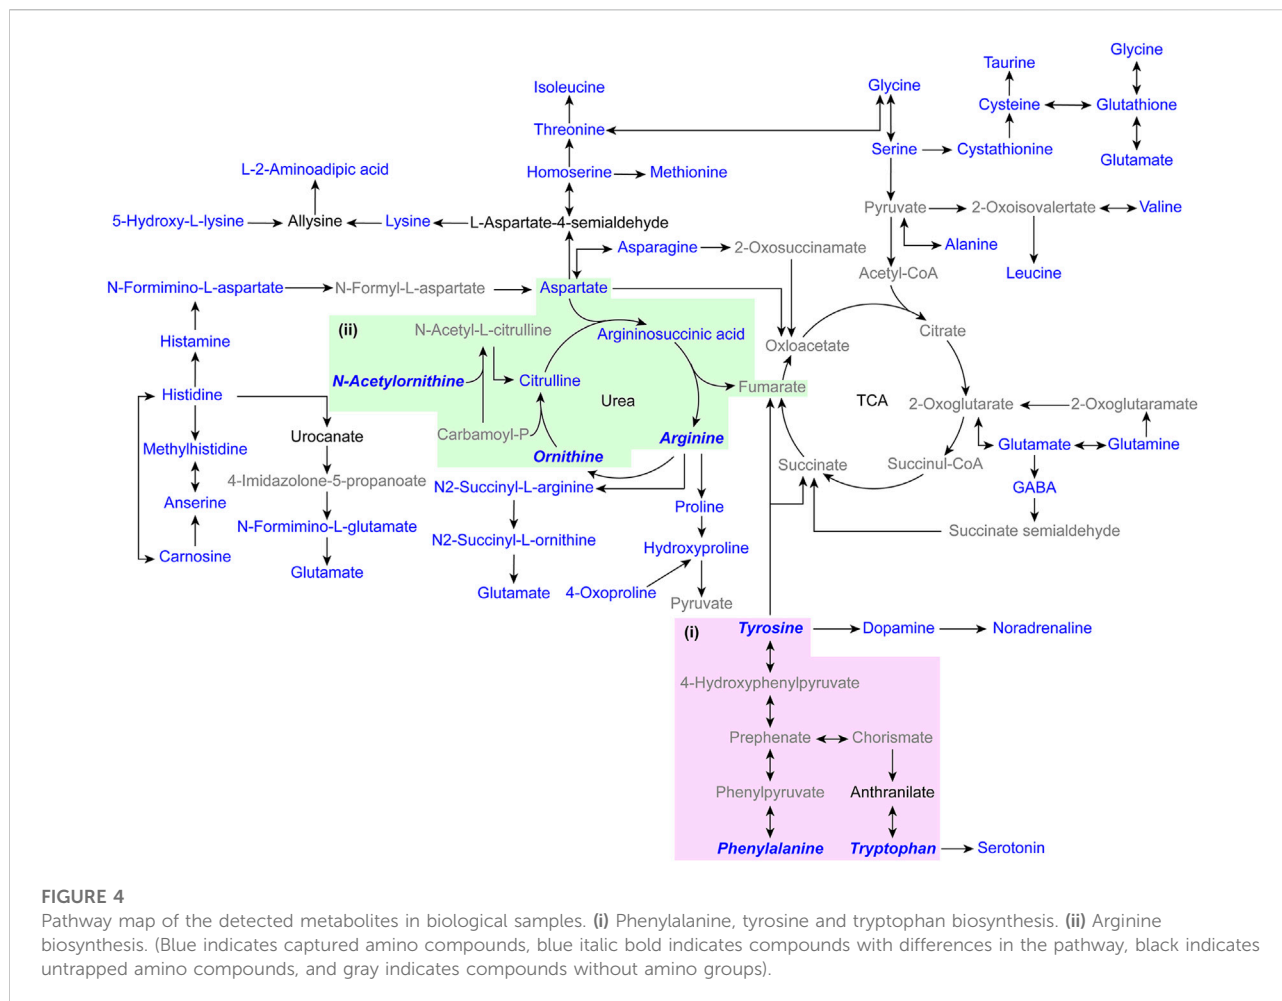 Glycine
Taurine
Isoleucine
Glycine
Cysteine
Glutathione
Threonine
Serine
Cystathionine
Glutamate
L-2-Aminoadipic acid
Homoserine
Methionine
5-Hydroxy-L-lysine
Allysine
Lysine
L-Aspartate-4-semialdehyde
Pyruvate
2-Oxoisovalertate
Valine
Asparagine
2-Oxosuccinamate
Alanine
Acetyl-CoA
Leucine
N-Formimino-L-aspartate
N-Formyl-L-aspartate
Aspartate
(ii)
N-Acetyl-L-citrulline
Argininosuccinic acid
Citrate
Histamine
Oxloacetate
N-Acetylornithine
Citrulline
Fumarate
Histidine
Urea
TCA
2-Oxoglutarate
2-Oxoglutaramate
Urocanate
Carbamoyl-P
Arginine
Methylhistidine
Glutamate
Glutamine
Ornithine
Succinate
Succinul-CoA
4-Imidazolone-5-propanoate
N2-Succinyl-L-arginine
GABA
Anserine
Proline
N-Formimino-L-glutamate
Succinate semialdehyde
N2-Succinyl-L-ornithine
Hydroxyproline
Carnosine
Glutamate
Glutamate
4-Oxoproline
Pyruvate
(i)
Tyrosine
Dopamine
Noradrenaline
4-Hydroxyphenylpyruvate
Prephenate
Chorismate
Phenylpyruvate
Anthranilate
Phenylalanine
Tryptophan
Serotonin
FIGURE 4
Pathway map of the detected metabolites in biological samples. (i) Phenylalanine, tyrosine and tryptophan biosynthesis. (ii) Arginine
biosynthesis. (Blue indicates captured amino compounds, blue italic bold indicates compounds with differences in the pathway, black indicates
untrapped amino compounds, and gray indicates compounds without amino groups).